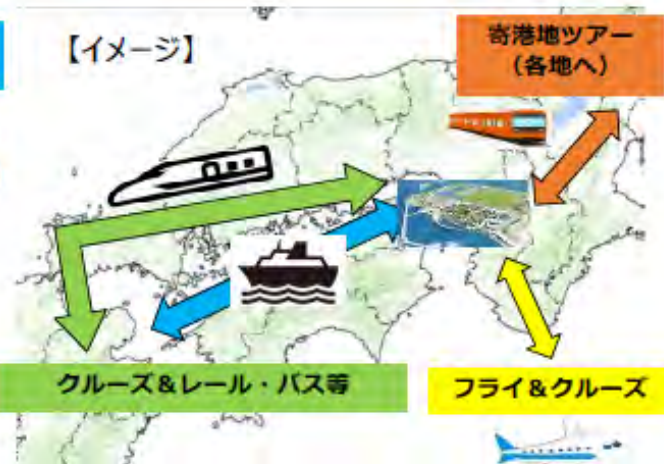 【イメージ】
寄港地ツアー
（各地へ）
クルーズ＆レール・バス等
フライ＆クルーズ